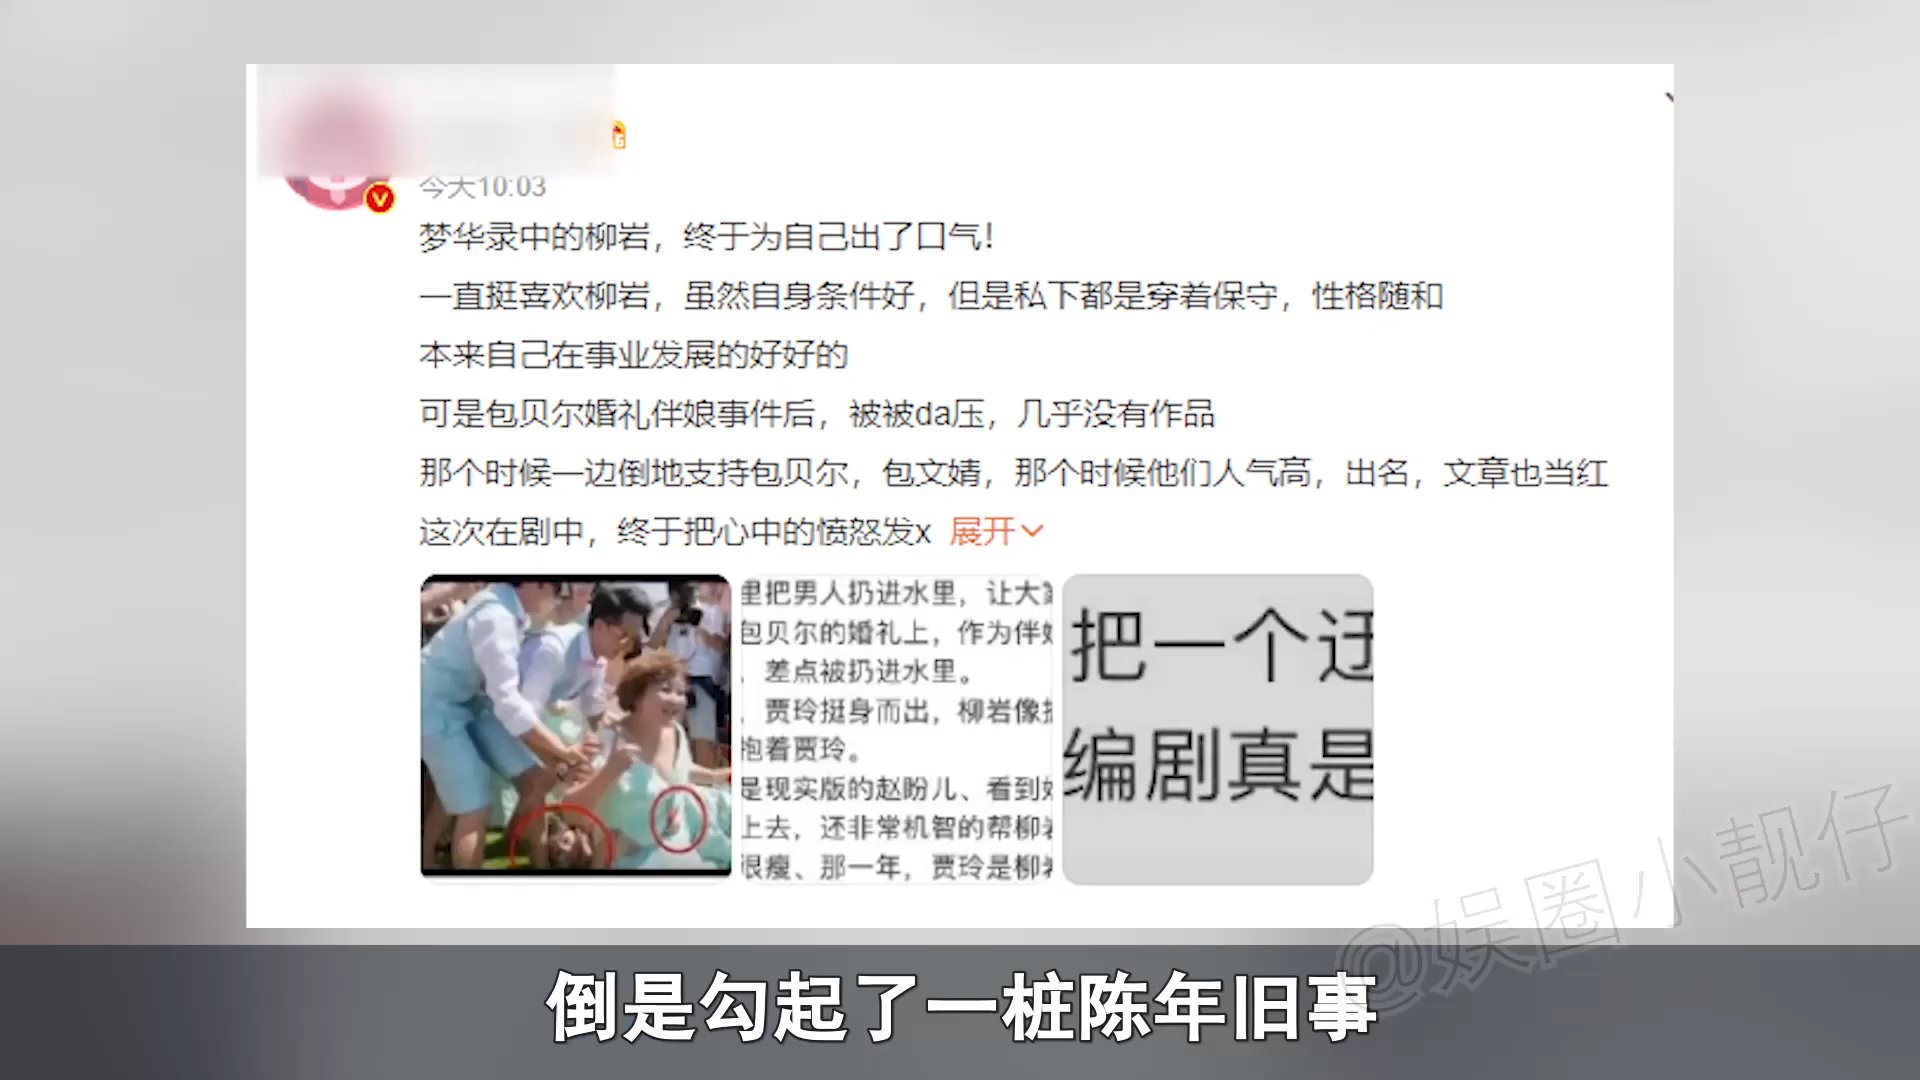 今天10:03
梦华录中的柳岩，终于为自己出了口气！
一直挺喜欢柳岩，虽然自身条件好，但是私下都是穿着保守，性格随和
本来自己在事业发展的好好的
可是包贝尔婚礼伴娘事件后，被被da压，几乎没有作品
那个时候一边倒地支持包贝尔，包文婧，那个时候他们人气高，出名，文章也当红
这次在剧中，终于把心中的愤怒发x 展开
里把男人扔进水里，让大
包贝尔的婚礼上，作为伴
，差点被扔进水里。
，贾玲挺身而出，柳岩像
抱着贾玲。
是现实版的赵盼儿、看到
上去，还非常机智的帮柳
很瘦、那一年，贾玲是柳
把一个
编剧真是
@娱圈小靓仔
倒是勾起了一桩陈年旧事